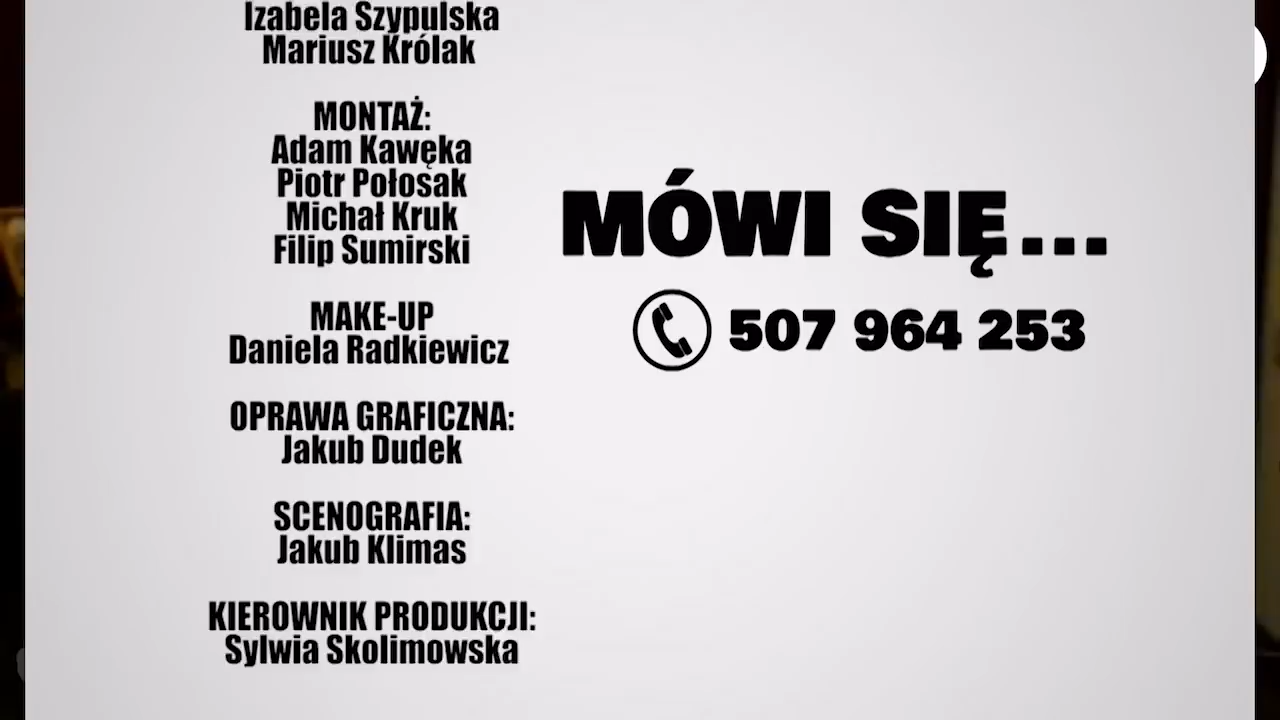 Izabela Szypulska
Mariusz Królak
MONTAŻ:
Adam Kawęka
Piotr Połosak
Michał Kruk
Filip Sumirski
MAKE-UP
Daniela Radkiewicz
OPRAWA GRAFICZNA:
Jakub Dudek
SCENOGRAFIA:
Jakub Klimas
KIEROWNIK PRODUKCJI:
Sylwia Skolimowska
MÓWI SIĘ...
507 964 253